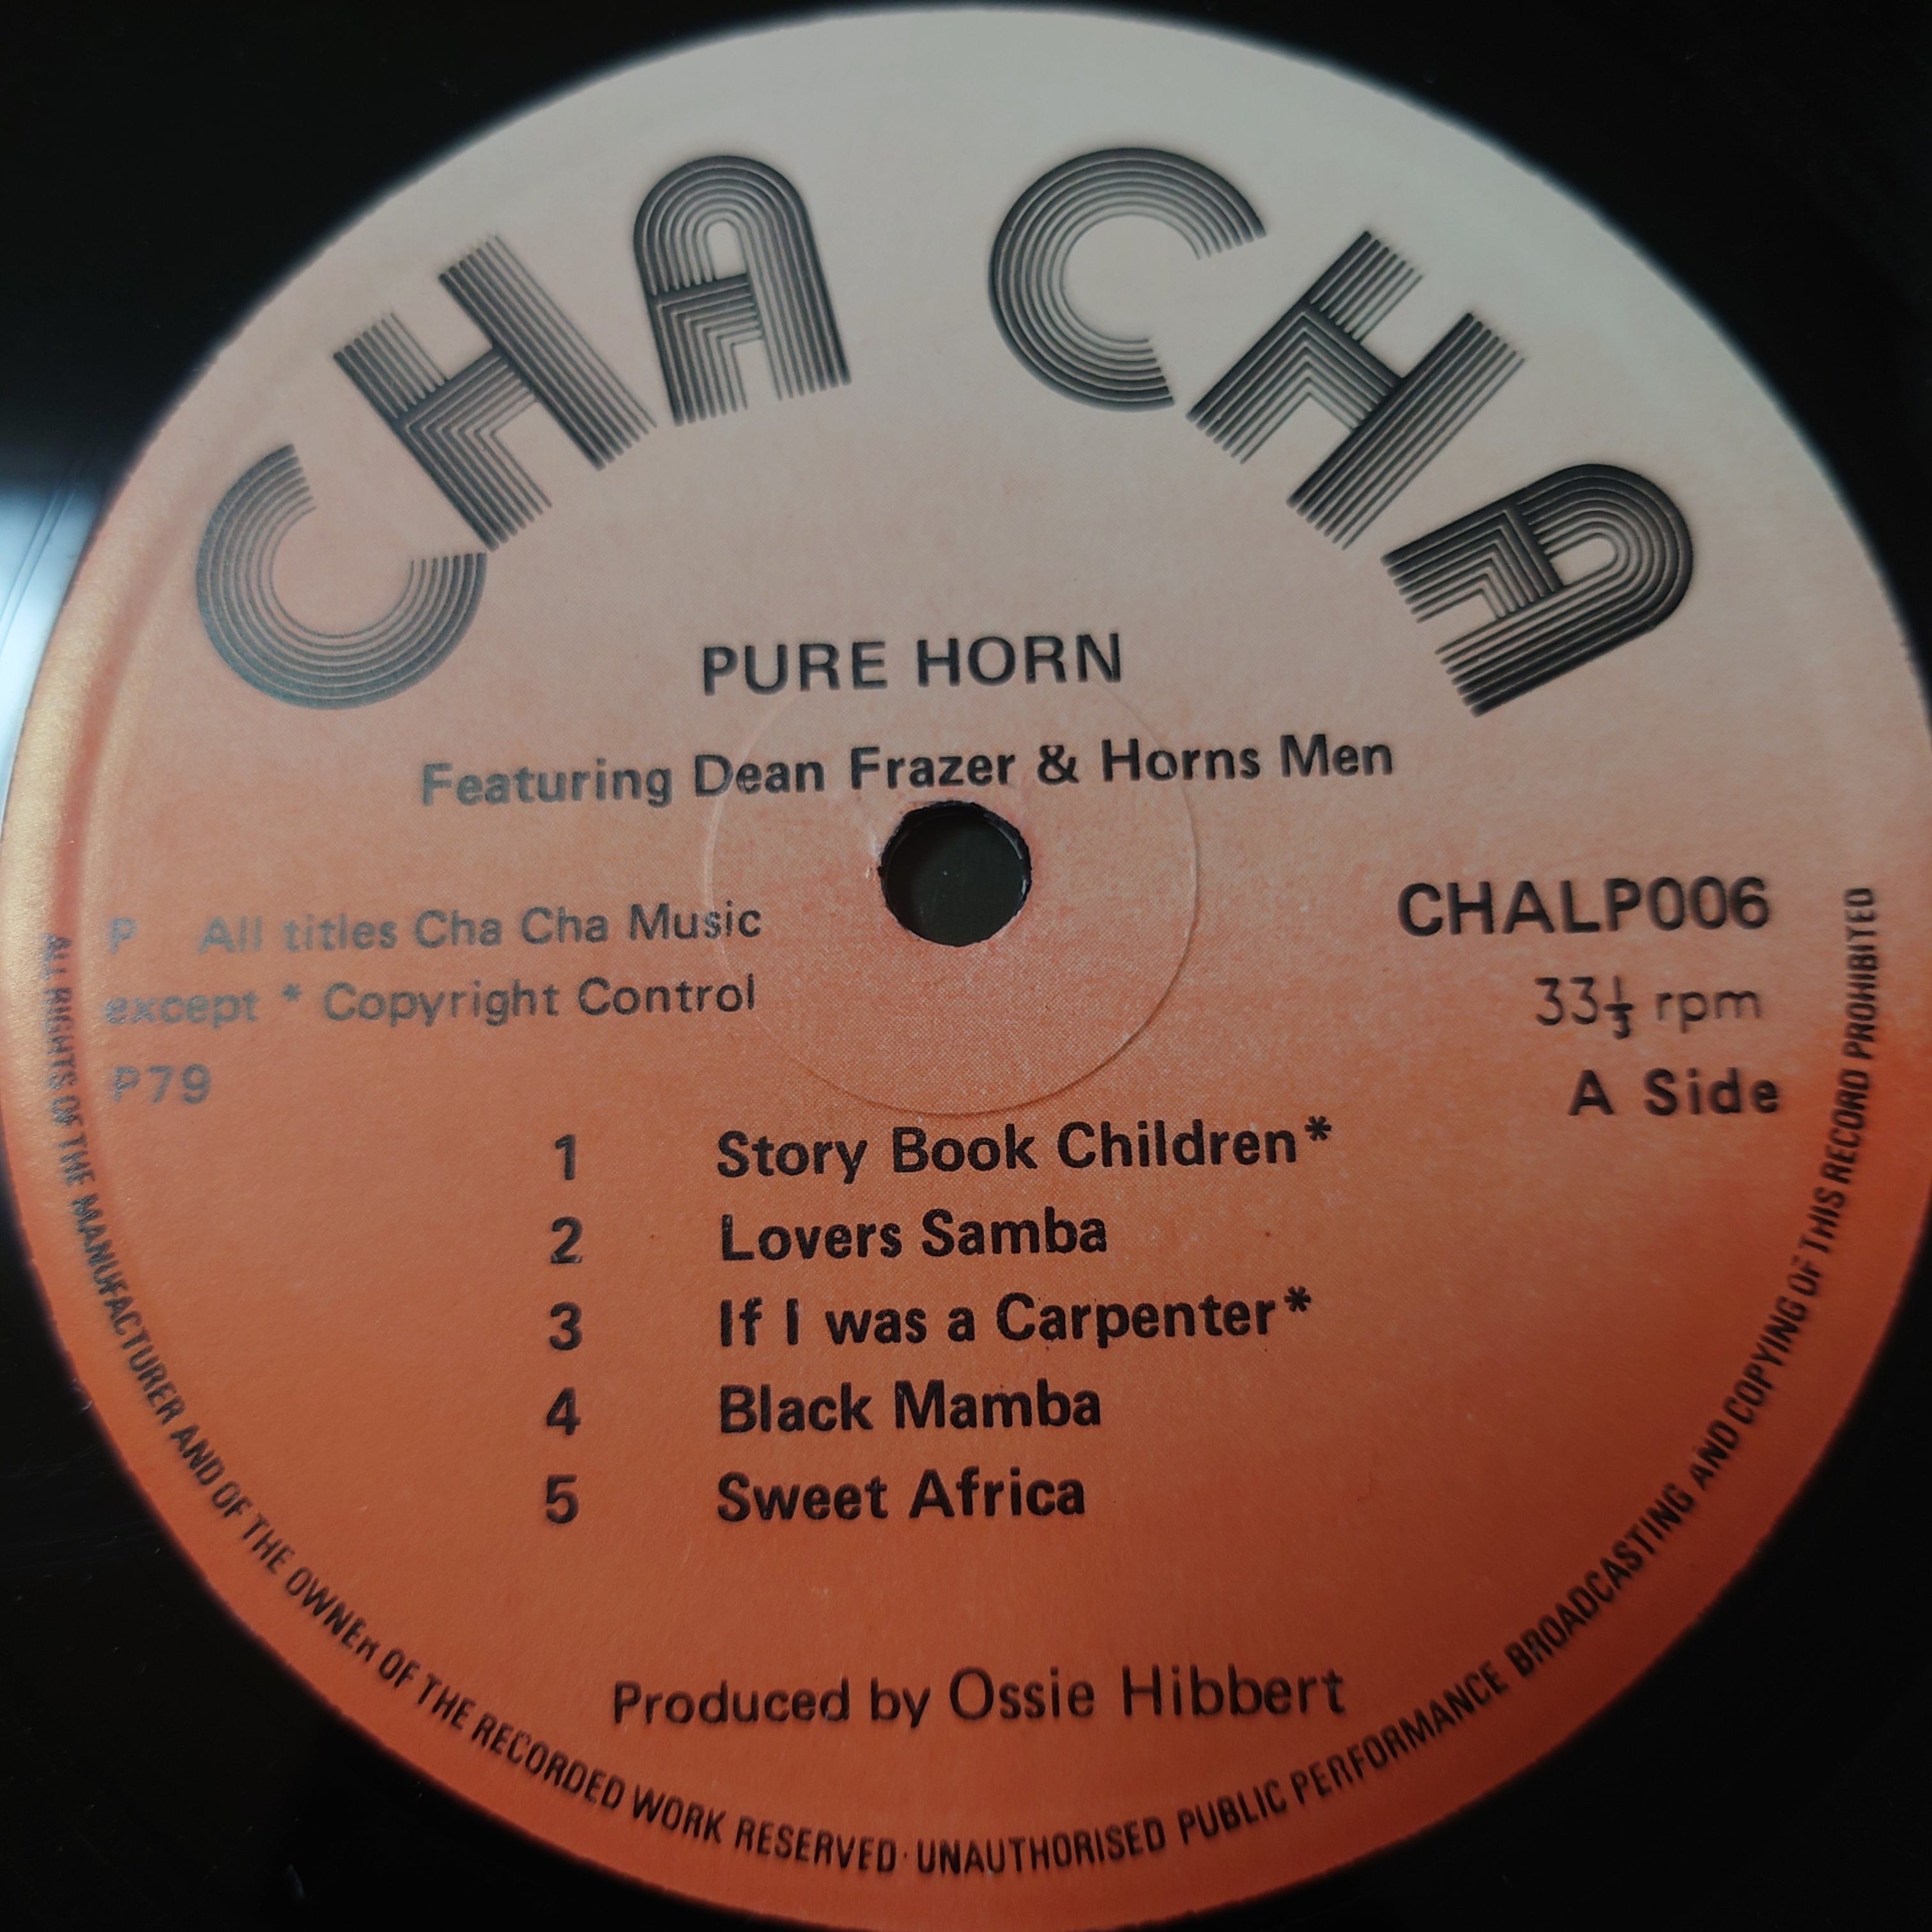 CHA CHA
PURE HORN
Featuring Dean Frazer & Horns Men
P All titles Cha Cha Music
except * Copyright Control
P79
CHALP006
33⅓ rpm
A Side
1 Story Book Children*
2 Lovers Samba
3 If I was a Carpenter*
4 Black Mamba
5 Sweet Africa
Produced by Ossie Hibbert
ALL RIGHTS OF THE MANUFACTURER AND OF THE OWNER OF THE RECORDED WORK RESERVED · UNAUTHORISED PUBLIC PERFORMANCE BROADCASTING AND COPYING OF THIS RECORD PROHIBITED